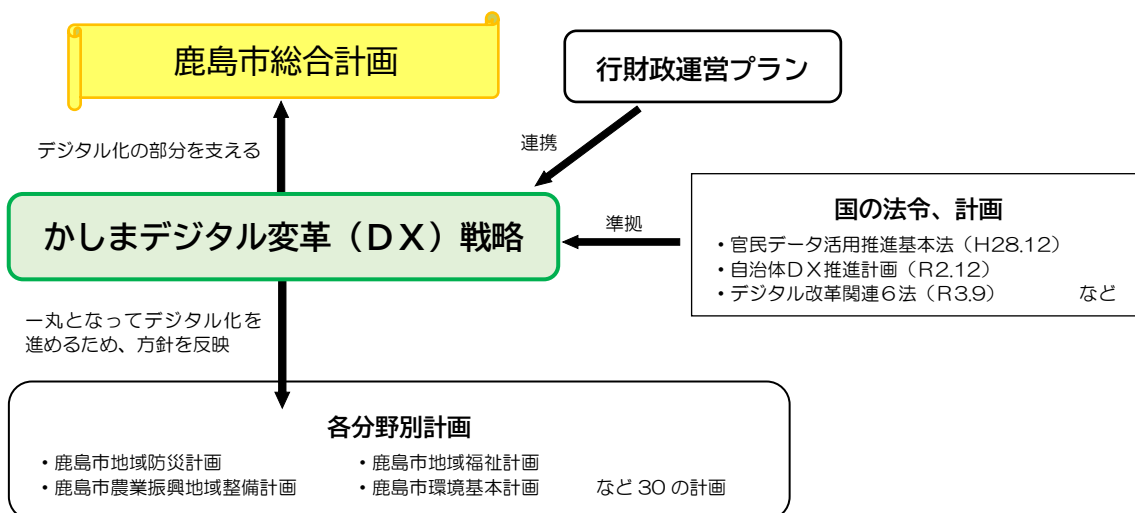 鹿島市総合計画
行財政運営プラン
デジタル化の部分を支える
連携
かしまデジタル変革（ＤＸ）戦略
準拠
国の法令、計画
・官民データ活用推進基本法（H28.12）
・自治体ＤＸ推進計画（R2.12）
・デジタル改革関連６法（R3.9） など
一丸となってデジタル化を
進めるため、方針を反映
各分野別計画
・鹿島市地域防災計画 ・鹿島市地域福祉計画
・鹿島市農業振興地域整備計画 ・鹿島市環境基本計画 など 30 の計画